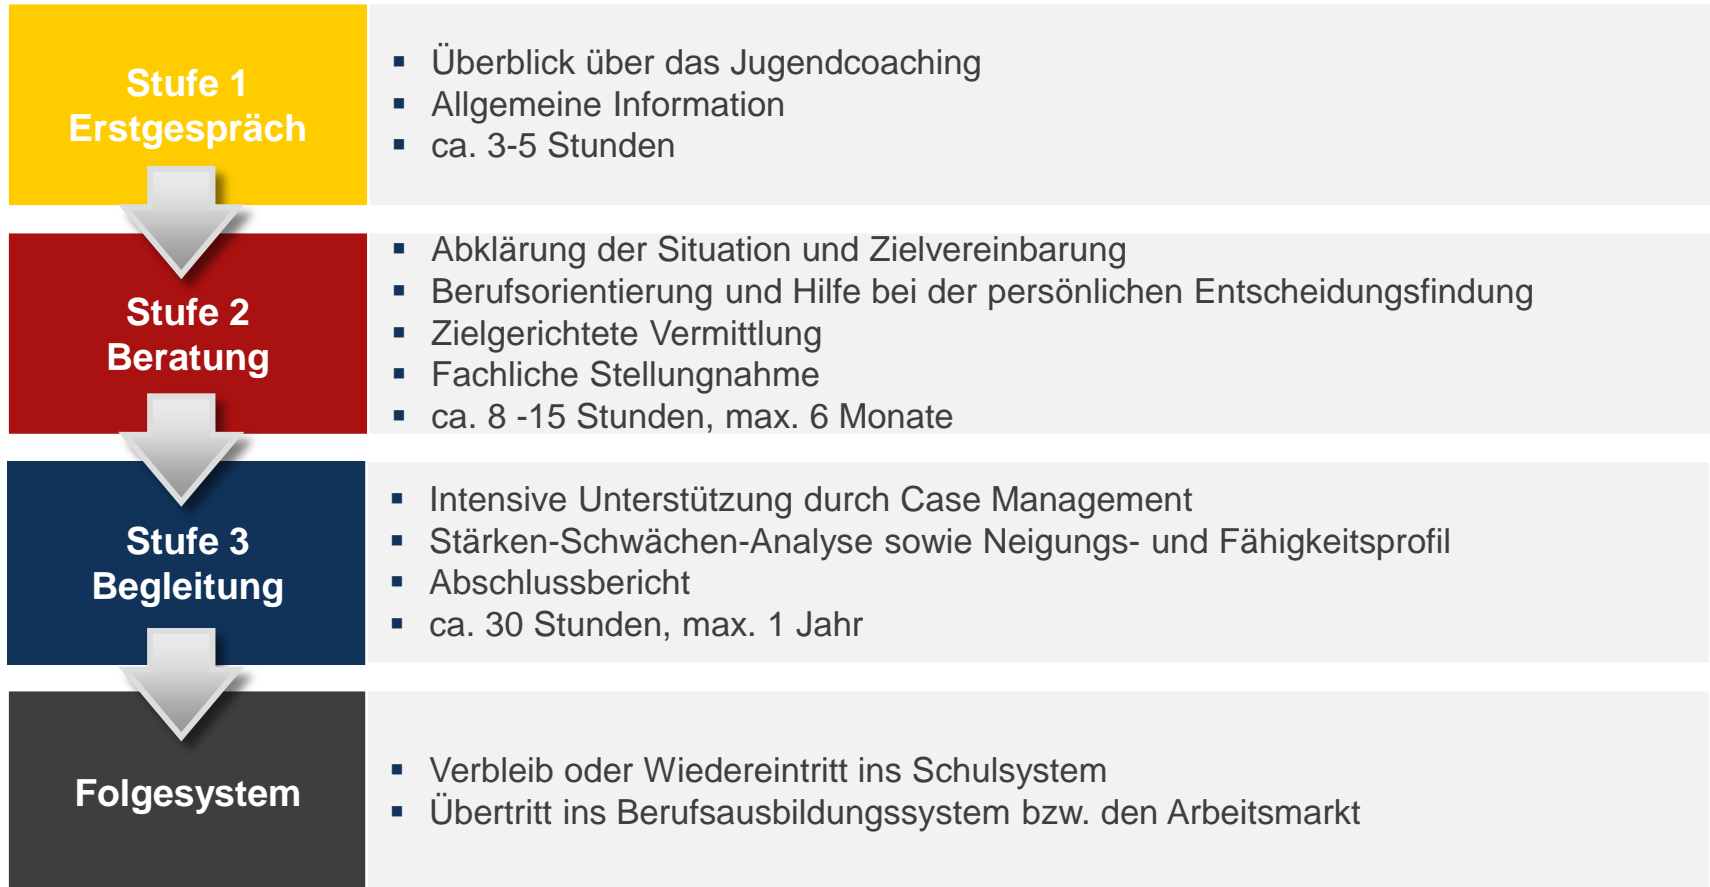 Stufe 1
Erstgespräch
Überblick über das Jugendcoaching
Allgemeine Information
ca. 3-5 Stunden
Stufe 2
Beratung
Abklärung der Situation und Zielvereinbarung
Berufsorientierung und Hilfe bei der persönlichen Entscheidungsfindung
Zielgerichtete Vermittlung
Fachliche Stellungnahme
ca. 8 -15 Stunden, max. 6 Monate
Stufe 3
Begleitung
Intensive Unterstützung durch Case Management
Stärken-Schwächen-Analyse sowie Neigungs- und Fähigkeitsprofil
Abschlussbericht
ca. 30 Stunden, max. 1 Jahr
Folgesystem
Verbleib oder Wiedereintritt ins Schulsystem
Übertritt ins Berufsausbildungssystem bzw. den Arbeitsmarkt